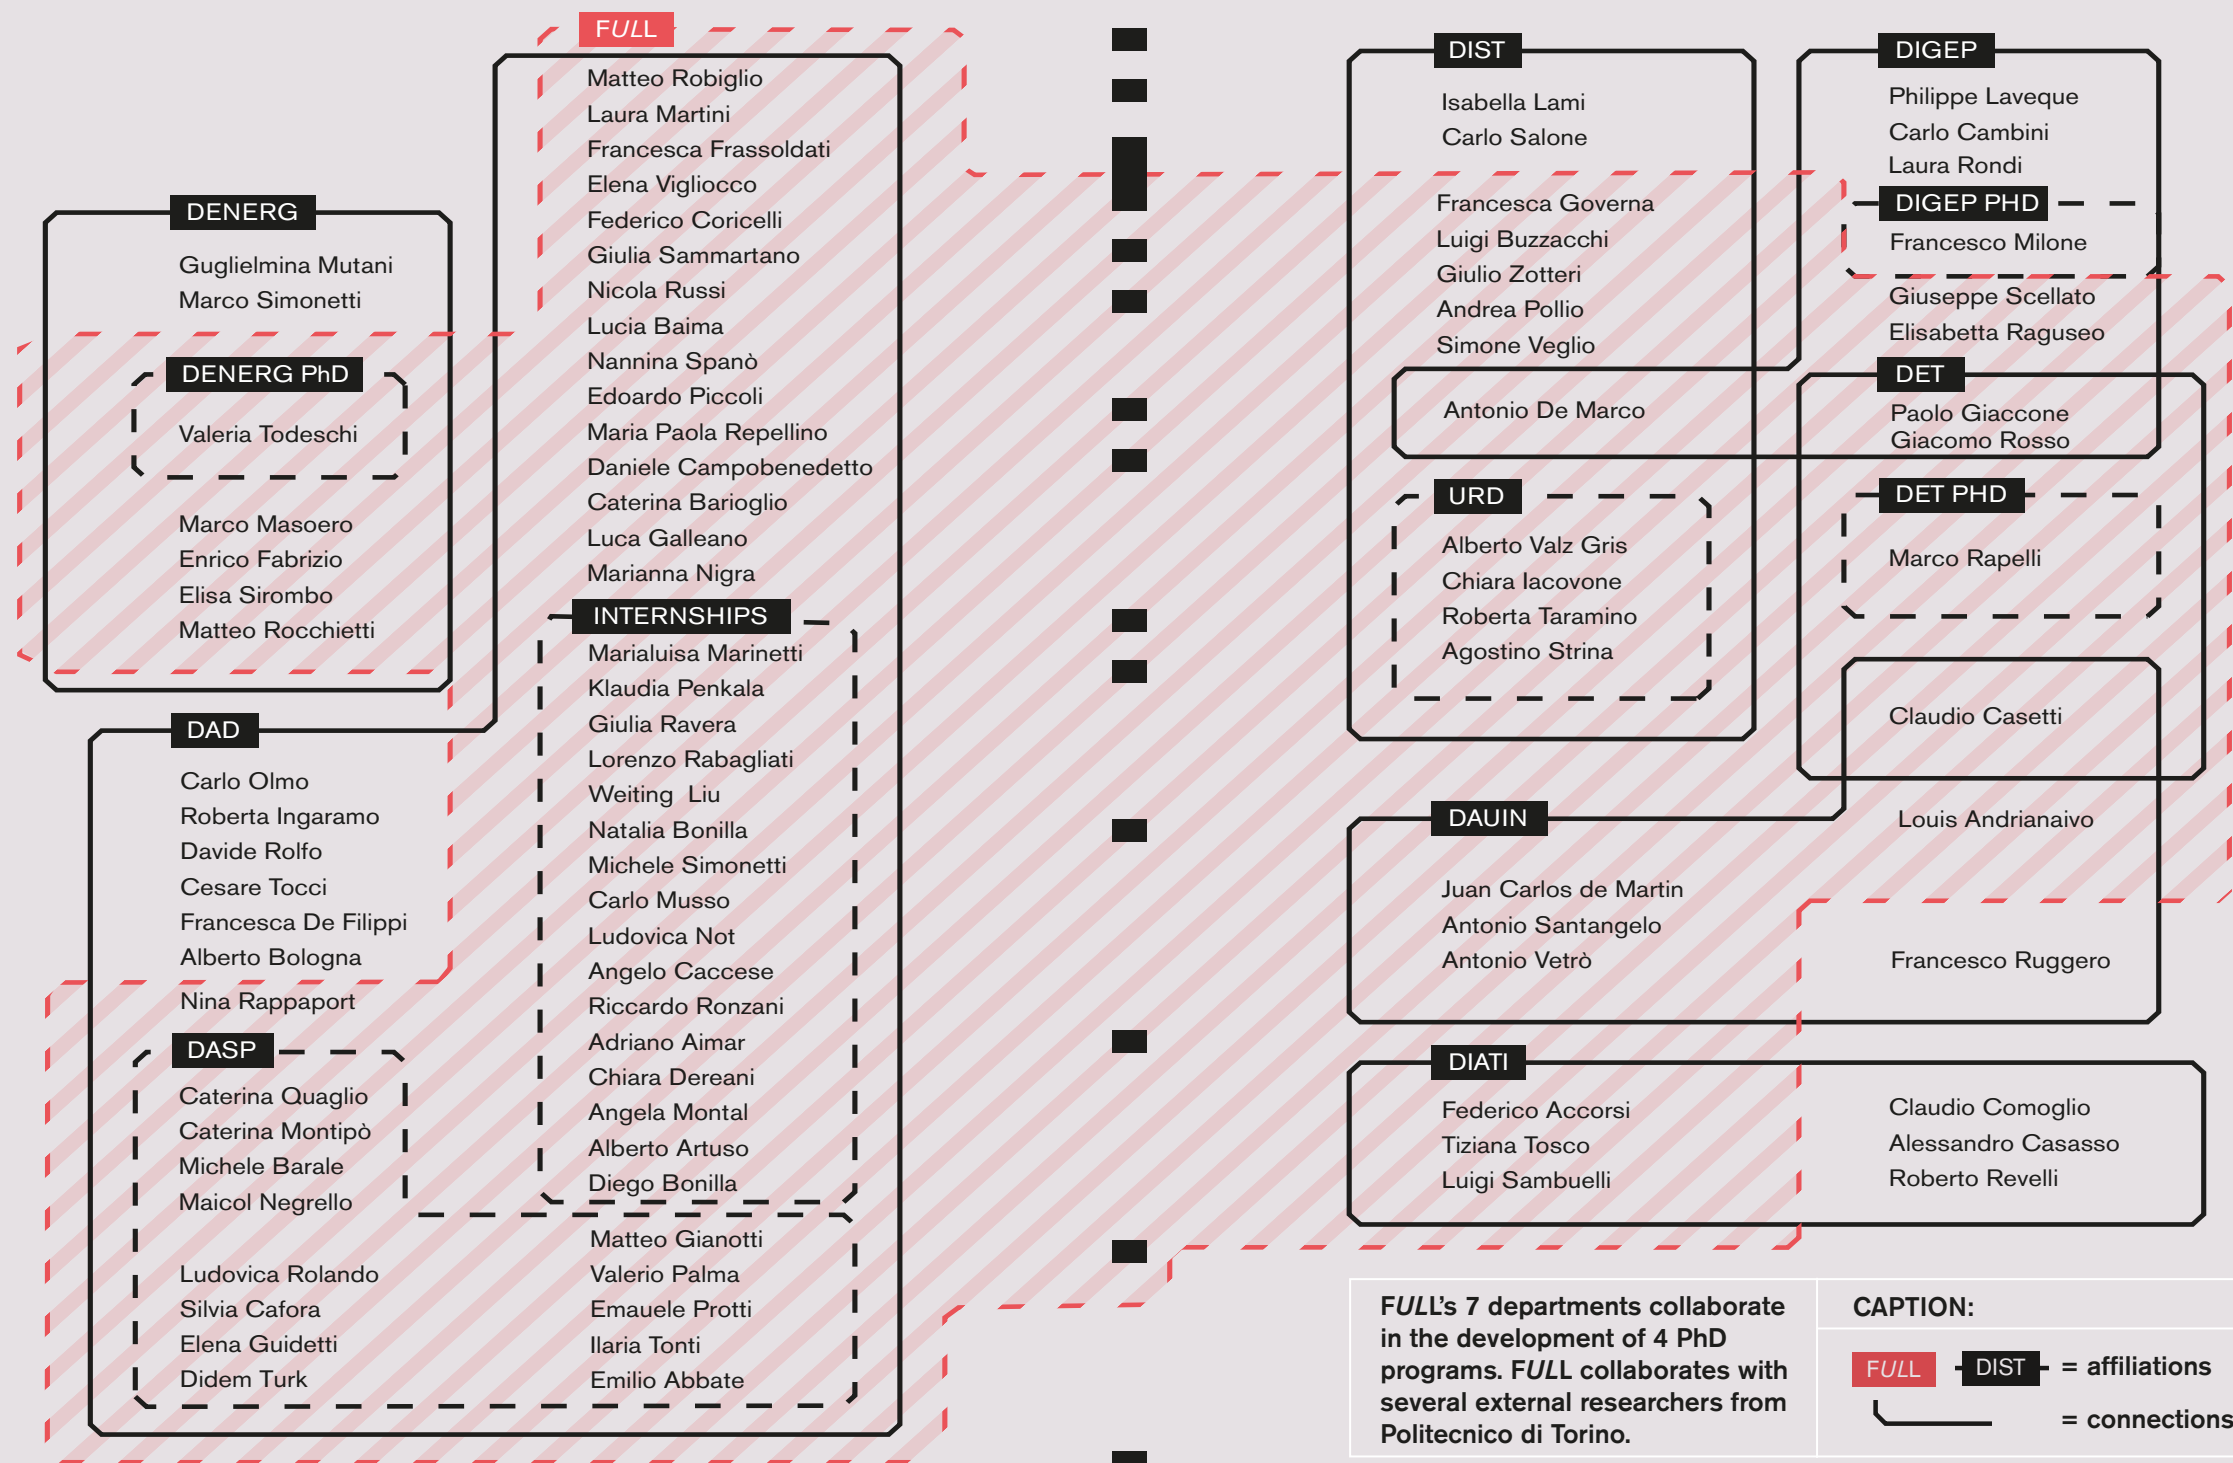 FULL
Matteo Robiglio
Laura Martini
Francesca Frassoldati
Elena Vigliocco
Federico Coricelli
Giulia Sammartano
Nicola Russi
Lucia Baima
Nannina Spanò
Edoardo Piccoli
Maria Paola Repellino
Daniele Campobenedetto
Caterina Barioglio
Luca Galleano
Marianna Nigra
INTERNSHIPS
Marialuisa Marinetti
Klaudia Penkala
Giulia Ravera
Lorenzo Rabagliati
Weiting Liu
Natalia Bonilla
Michele Simonetti
Carlo Musso
Ludovica Not
Angelo Caccese
Riccardo Ronzani
Adriano Aimar
Chiara Dereani
Angela Montal
Alberto Artuso
Diego Bonilla
Matteo Gianotti
Valerio Palma
Emauele Protti
Ilaria Tonti
Emilio Abbate
DENERG
Guglielmina Mutani
Marco Simonetti
DENERG PhD
Valeria Todeschi
Marco Masoero
Enrico Fabrizio
Elisa Sirombo
Matteo Rocchietti
DAD
Carlo Olmo
Roberta Ingaramo
Davide Rolfo
Cesare Tocci
Francesca De Filippi
Alberto Bologna
Nina Rappaport
DASP
Caterina Quaglio
Caterina Montipò
Michele Barale
Maicol Negrello
Ludovica Rolando
Silvia Cafora
Elena Guidetti
Didem Turk
DIST
Isabella Lami
Carlo Salone
Francesca Governa
Luigi Buzzacchi
Giulio Zotteri
Andrea Pollio
Simone Veglio
Antonio De Marco
URD
Alberto Valz Gris
Chiara Iacovone
Roberta Taramino
Agostino Strina
DIGEP
Philippe Laveque
Carlo Cambini
Laura Rondi
DIGEP PHD
Francesco Milone
Giuseppe Scellato
Elisabetta Raguseo
DET
Paolo Giaccone
Giacomo Rosso
DET PHD
Marco Rapelli
Claudio Casetti
Louis Andrianaivo
DAUIN
Juan Carlos de Martin
Antonio Santangelo
Antonio Vetrò
Francesco Ruggero
DIATI
Federico Accorsi
Tiziana Tosco
Luigi Sambuelli
Claudio Comoglio
Alessandro Casasso
Roberto Revelli
FULL's 7 departments collaborate
in the development of 4 PhD
programs. FULL collaborates with
several external researchers from
Politecnico di Torino.
CAPTION:
FULL DIST = affiliations
= connections